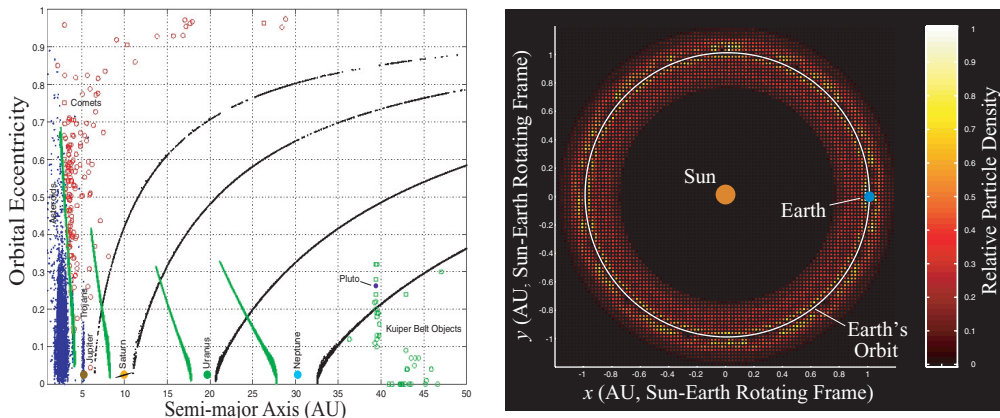 Orbital Eccentricity
1
0.9
0.8
0.7
0.6
0.5
0.4
0.3
0.2
0.1
0
Comets
Asteroids
Trojans
Jupiter
Saturn
Uranus
Neptune
Pluto
Kuiper Belt Objects
5 10 15 20 25 30 35 40 45 50
Semi-major Axis (AU)
y (AU, Sun-Earth Rotating Frame)
1
0.8
0.6
0.4
0.2
0
-0.2
-0.4
-0.6
-0.8
-1
Sun
Earth
Earth's
Orbit
-1 -0.8 -0.6 -0.4 -0.2 0 0.2 0.4 0.6 0.8 1
x (AU, Sun-Earth Rotating Frame)
1
0.9
0.8
0.7
0.6
0.5
0.4
0.3
0.2
0.1
0
Relative Particle Density